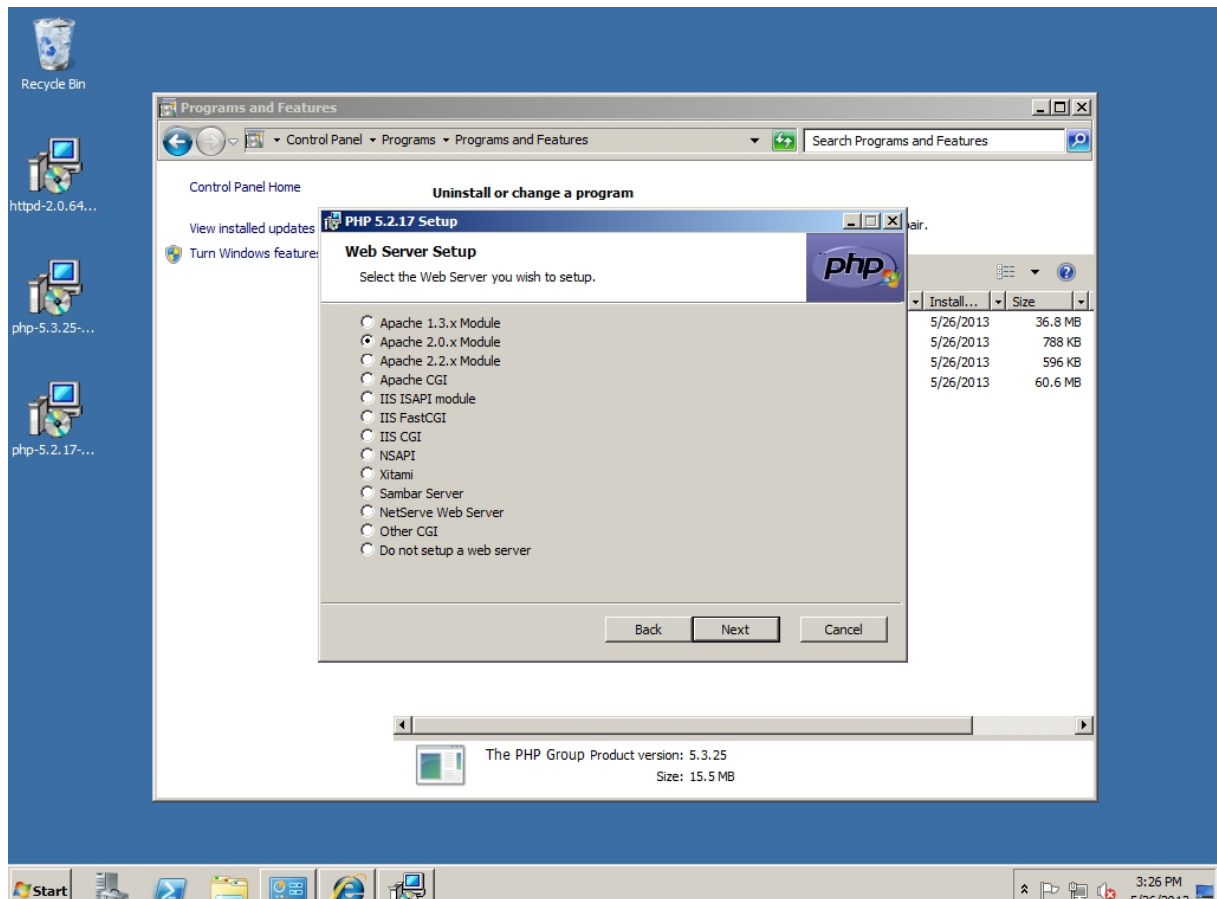 Recycle Bin
httpd-2.0.64...
php-5.3.25-...
php-5.2.17-...
Programs and Features
Control Panel Programs Programs and Features
Search Programs and Features
Control Panel Home
View installed updates
Turn Windows features
Uninstall or change a program
air.
Install... Size
5/26/2013 36.8 MB
5/26/2013 788 KB
5/26/2013 596 KB
5/26/2013 60.6 MB
PHP 5.2.17 Setup
Web Server Setup
Select the Web Server you wish to setup.
php
Apache 1.3.x Module
Apache 2.0.x Module
Apache 2.2.x Module
Apache CGI
IIS ISAPI module
IIS FastCGI
IIS CGI
NSAPI
Xitami
Sambar Server
NetServe Web Server
Other CGI
Do not setup a web server
Back Next Cancel
The PHP Group Product version: 5.3.25
Size: 15.5 MB
Start
3:26 PM
5/26/2013